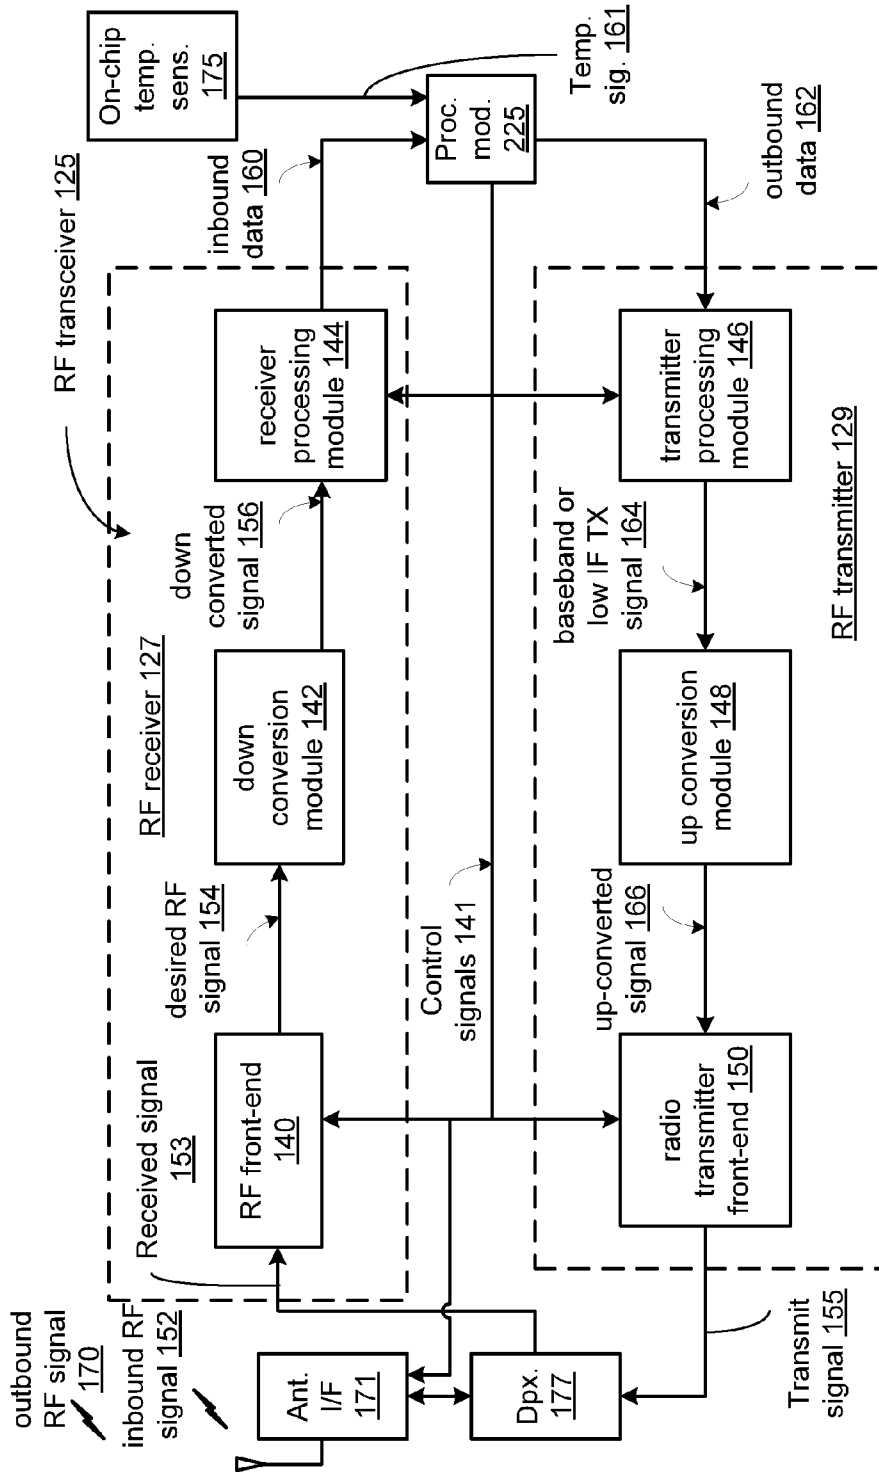 outbound
RF signal
170
inbound RF
signal 152
Ant.
I/F
171
Dpx.
177
Transmit
signal 155
Received signal
153
RF front-end
140
desired RF
signal 154
RF receiver 127
down
conversion
module 142
down
converted
signal 156
receiver
processing
module 144
RF transceiver 125
inbound
data 160
On-chip
temp.
sens.
175
Temp.
sig. 161
Proc.
mod.
225
outbound
data 162
Control
signals 141
radio
transmitter
front-end 150
up-converted
signal 166
up conversion
module 148
baseband or
low IF TX
signal 164
transmitter
processing
module 146
RF transmitter 129